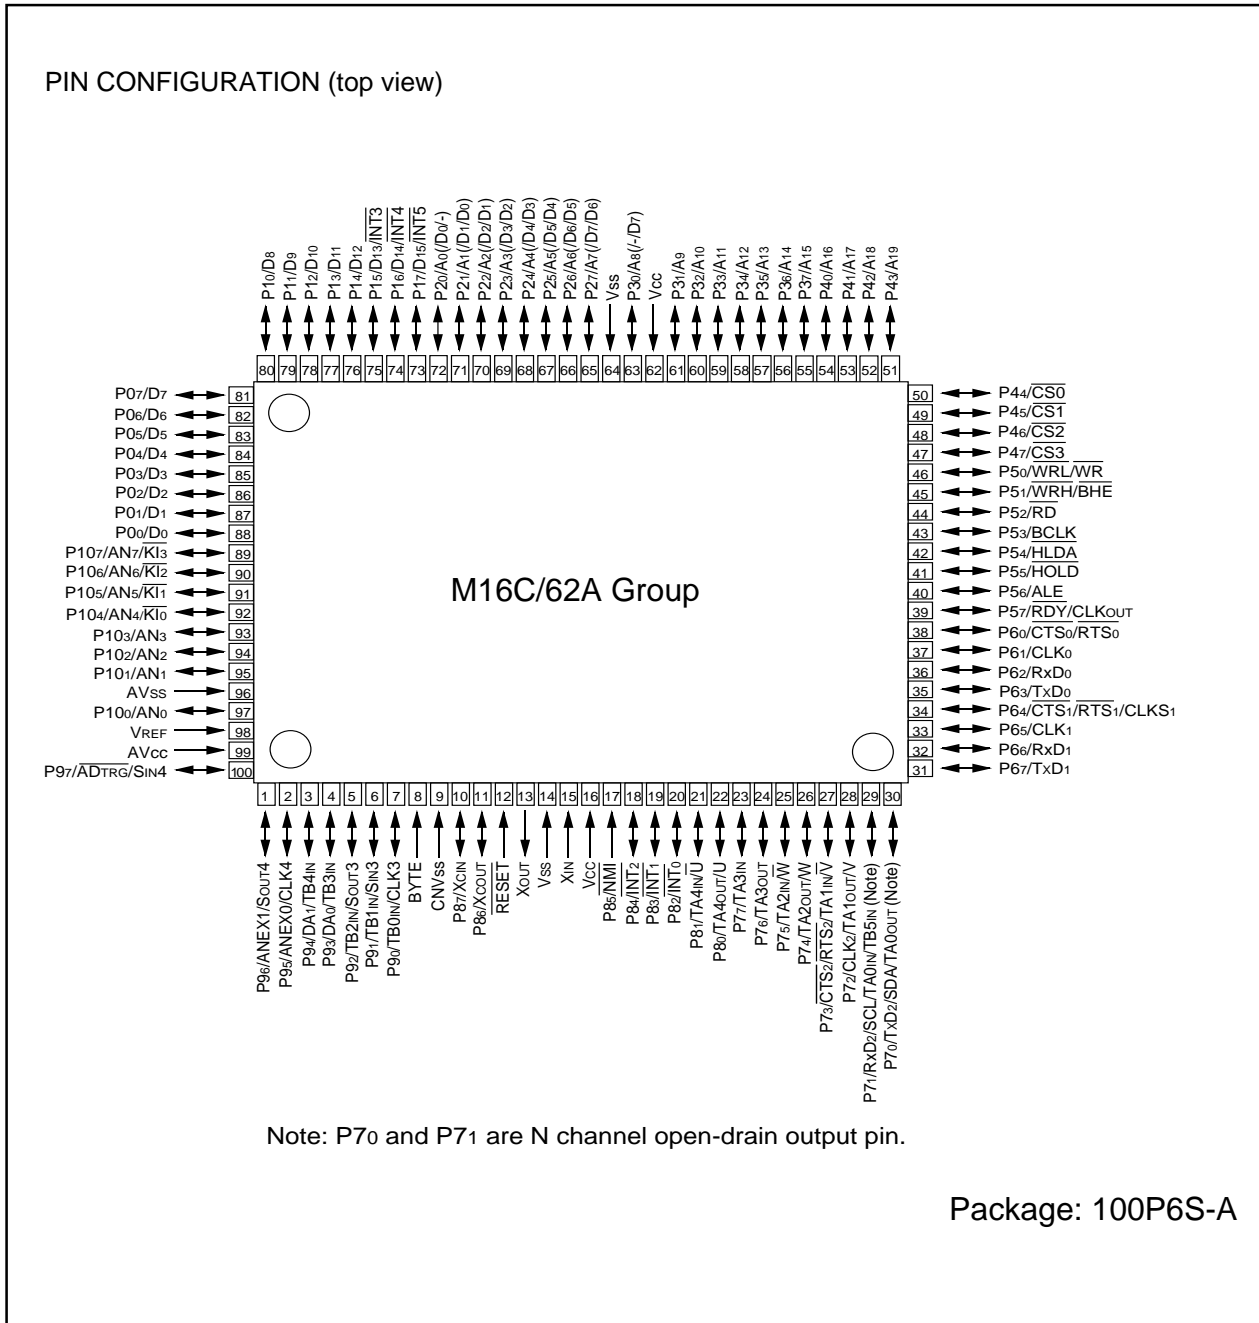 PIN CONFIGURATION (top view)
P10/D8
P11/D9
P12/D10
P13/D11
P14/D12
P15/D13/INT3
P16/D14/INT4
P17/D15/INT5
P20/A0(/D0/-)
P21/A1(/D1/D0)
P22/A2(/D2/D1)
P23/A3(/D3/D2)
P24/A4(/D4/D3)
P25/A5(/D5/D4)
P26/A6(/D6/D5)
P27/A7(/D7/D6)
Vss
P30/A8(/-/D7)
Vcc
P31/A9
P32/A10
P33/A11
P34/A12
P35/A13
P36/A14
P37/A15
P40/A16
P41/A17
P42/A18
P43/A19
80 79 78 77 76 75 74 73 72 71 70 69 68 67 66 65 64 63 62 61 60 59 58 57 56 55 54 53 52 51
P07/D7 81
P06/D6 82
P05/D5 83
P04/D4 84
P03/D3 85
P02/D2 86
P01/D1 87
P00/D0 88
P107/AN7/KI3 89
P106/AN6/KI2 90
P105/AN5/KI1 91
P104/AN4/KI0 92
P103/AN3 93
P102/AN2 94
P101/AN1 95
AVSS 96
P100/AN0 97
VREF 98
AVcc 99
P97/ADTRG/SIN4 100
M16C/62A Group
50 P44/CS0
49 P45/CS1
48 P46/CS2
47 P47/CS3
46 P50/WRL/WR
45 P51/WRH/BHE
44 P52/RD
43 P53/BCLK
42 P54/HLDA
41 P55/HOLD
40 P56/ALE
39 P57/RDY/CLKOUT
38 P60/CTS0/RTS0
37 P61/CLK0
36 P62/RxD0
35 P63/TxD0
34 P64/CTS1/RTS1/CLKS1
33 P65/CLK1
32 P66/RxD1
31 P67/TxD1
1 2 3 4 5 6 7 8 9 10 11 12 13 14 15 16 17 18 19 20 21 22 23 24 25 26 27 28 29 30
P96/ANEX1/SOUT4
P95/ANEX0/CLK4
P94/DA1/TB4IN
P93/DA0/TB3IN
P92/TB2IN/SOUT3
P91/TB1IN/SIN3
P90/TB0IN/CLK3
BYTE
CNVss
P87/XCIN
P86/XCOUT
RESET
XOUT
Vss
XIN
Vcc
P85/NMI
P84/INT2
P83/INT1
P82/INT0
P81/TA4IN/U
P80/TA4OUT/U
P77/TA3IN
P76/TA3OUT
P75/TA2IN/W
P74/TA2OUT/W
P73/CTS2/RTS2/TA1IN/V
P72/CLK2/TA1OUT/V
P71/RxD2/SCL/TA0IN/TB5IN (Note)
P70/TxD2/SDA/TA0OUT (Note)
Note: P70 and P71 are N channel open-drain output pin.
Package: 100P6S-A